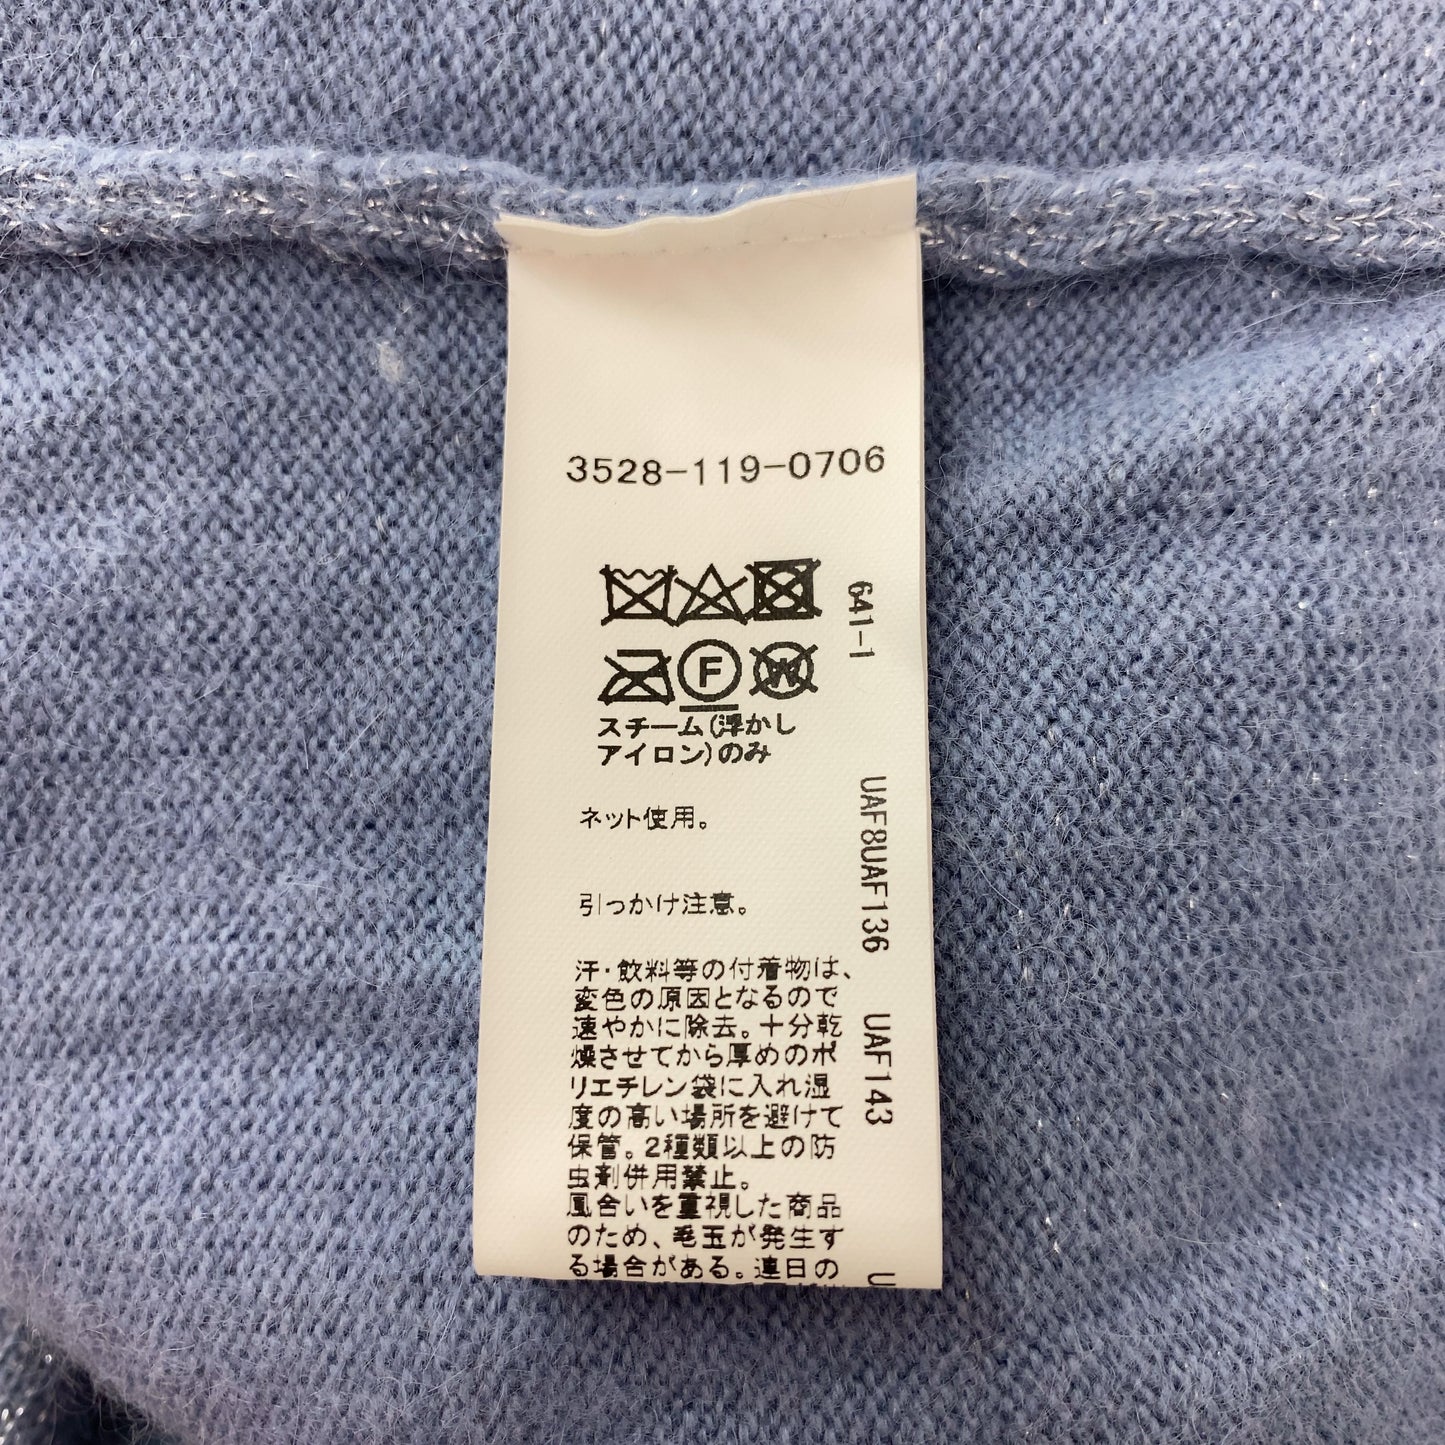 3528-119-0706
F
W
スチーム(浮かし
アイロン)のみ
ネット使用。
引っかけ注意。
汗・飲料等の付着物は、
変色の原因となるので
速やかに除去。十分乾
燥させてから厚めのポ
リエチレン袋に入れ湿
度の高い場所を避けて
保管。2種類以上の防
虫剤併用禁止。
風合いを重視した商品
のため、毛玉が発生す
る場合がある。連日の
641-1
UAF8UAF136
UAF143